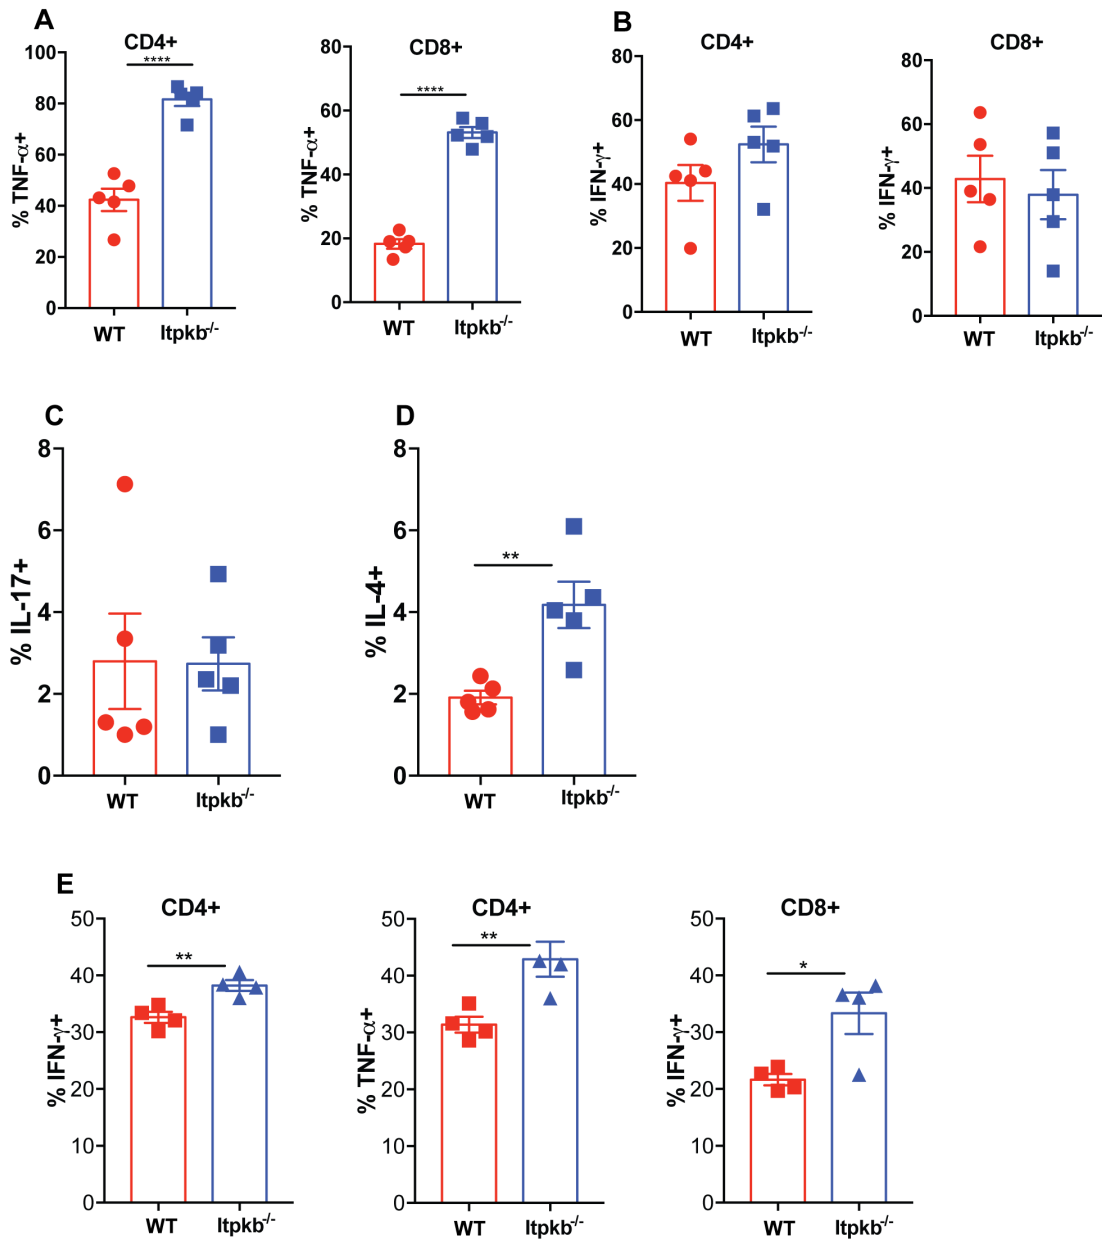 A
CD4+
% TNF-α+
100
80
60
40
20
0
****
WT
Itpkb-/-
CD8+
% TNF-α+
80
60
40
20
0
****
WT
Itpkb-/-
B
CD4+
% IFN-γ+
80
60
40
20
0
WT
Itpkb-/-
CD8+
% IFN-γ+
80
60
40
20
0
WT
Itpkb-/-
C
% IL-17+
8
6
4
2
0
WT
Itpkb-/-
D
% IL-4+
8
6
4
2
0
**
WT
Itpkb-/-
E
CD4+
% IFN-γ+
50
40
30
20
10
0
**
WT
Itpkb-/-
CD4+
% TNF-α+
50
40
30
20
10
0
**
WT
Itpkb-/-
CD8+
% IFN-γ+
50
40
30
20
10
0
*
WT
Itpkb-/-